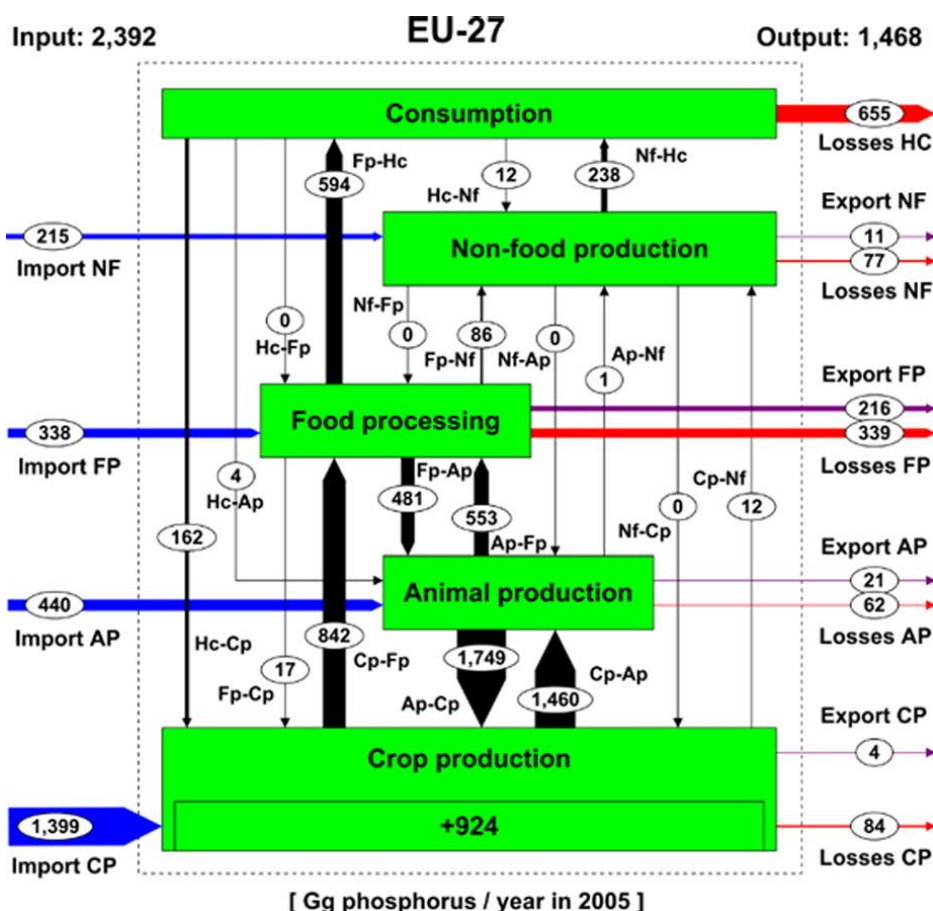 EU-27
Input: 2,392
Output: 1,468
Consumption
655
Losses HC
Fp-Hc
594
12
Hc-Nf
Nf-Hc
238
Export NF
215
Import NF
Non-food production
11
77
Losses NF
0
Hc-Fp
Nf-Fp
0
86
Fp-Nf
Nf-Ap
0
Ap-Nf
1
Export FP
338
Import FP
Food processing
216
339
Losses FP
4
Hc-Ap
Fp-Ap
481
553
Ap-Fp
Cp-Nf
0
12
Nf-Cp
162
Export AP
440
Import AP
Animal production
21
62
Losses AP
Hc-Cp
17
Fp-Cp
842
Cp-Fp
1,749
Ap-Cp
Cp-Ap
1,460
Export CP
Crop production
4
1,399
Import CP
+924
84
Losses CP
[ Gg phosphorus / year in 2005 ]